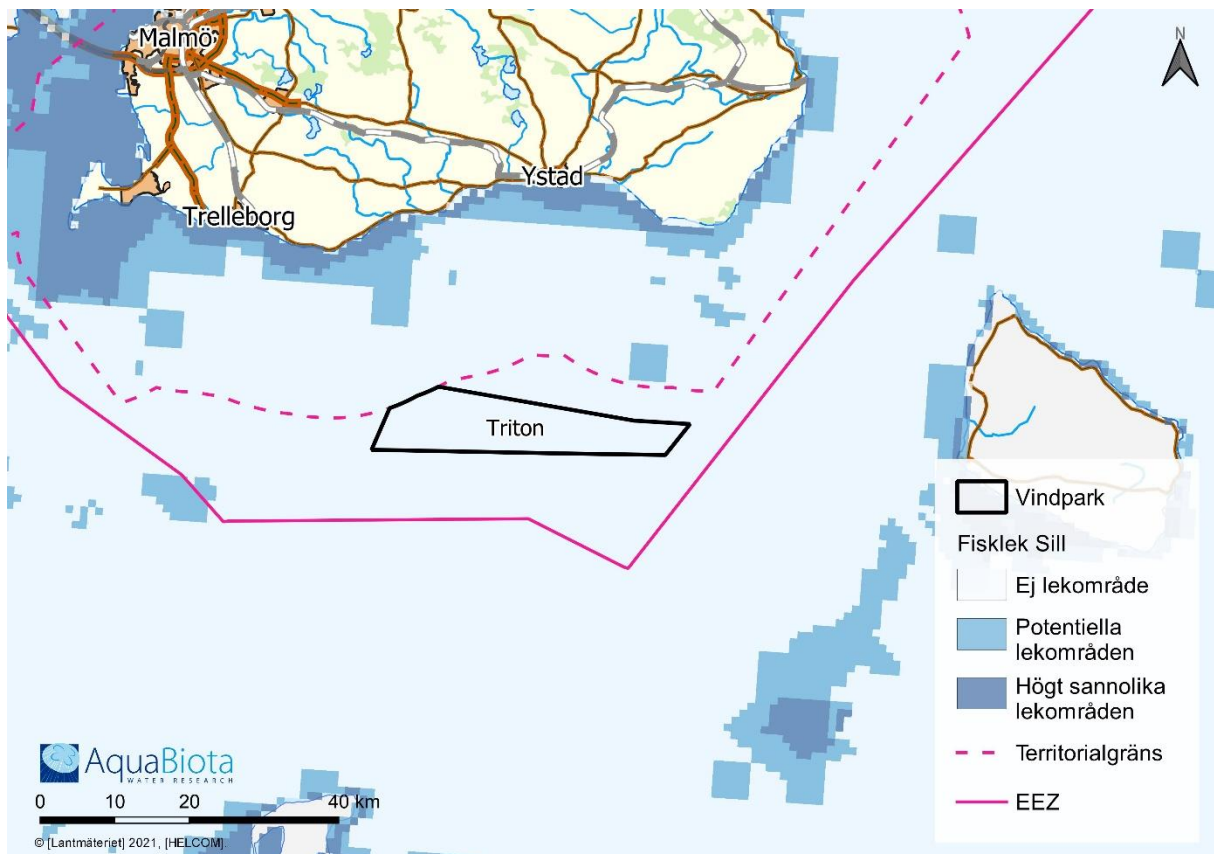 Malmö
N
Ystad
Trelleborg
Triton
Vindpark
Fisklek Sill
Ej lekområde
Potentiella
lekområden
Högt sannolika
lekområden
Territorialgräns
EEZ
AquaBiota
WATER RESEARCH
0 10 20 40 km
© [Lantmäteriet] 2021, [HELCOM].